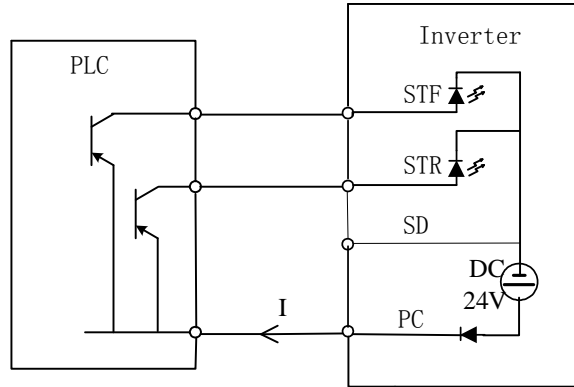 Inverter
PLC
STF
STR
SD
DC
24V
I
PC